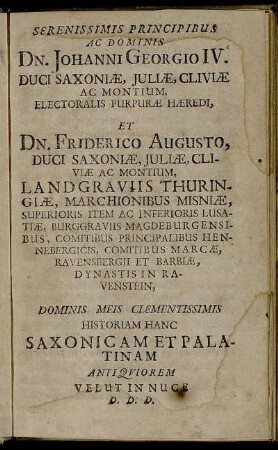 SERENISSIMIS PRINCIPIBUS
AC DOMINIS
DN. JOHANNI GEORGIO IV.
DUCI SAXONIÆ, JULIÆ, CLIVIÆ
AC MONTIUM,
ELECTORALIS PURPURÆ HÆREDI,
ET
DN. FRIDERICO AUGUSTO,
DUCI SAXONIÆ, JULIÆ, CLI-
VIÆ AC MONTIUM,
LANDGRAVIIS THURIN-
GIÆ, MARCHIONIBUS MISNIÆ,
SUPERIORIS ITEM AC INFERIORIS LUSA-
TIÆ, BURGGRAVIIS MAGDEBURGENSI-
BUS, COMITIBUS PRINCIPALIBUS HEN-
NEBERGICIS, COMITIBUS MARCÆ,
RAVENSBERGII ET BARBIÆ,
DYNASTIS IN RA-
VENSTEIN,
DOMINIS MEIS CLEMENTISSIMIS
HISTORIAM HANC
SAXONICAM ET PALA-
TINAM
ANTIQVIOREM
VELUT IN NUCE
D. D. D.